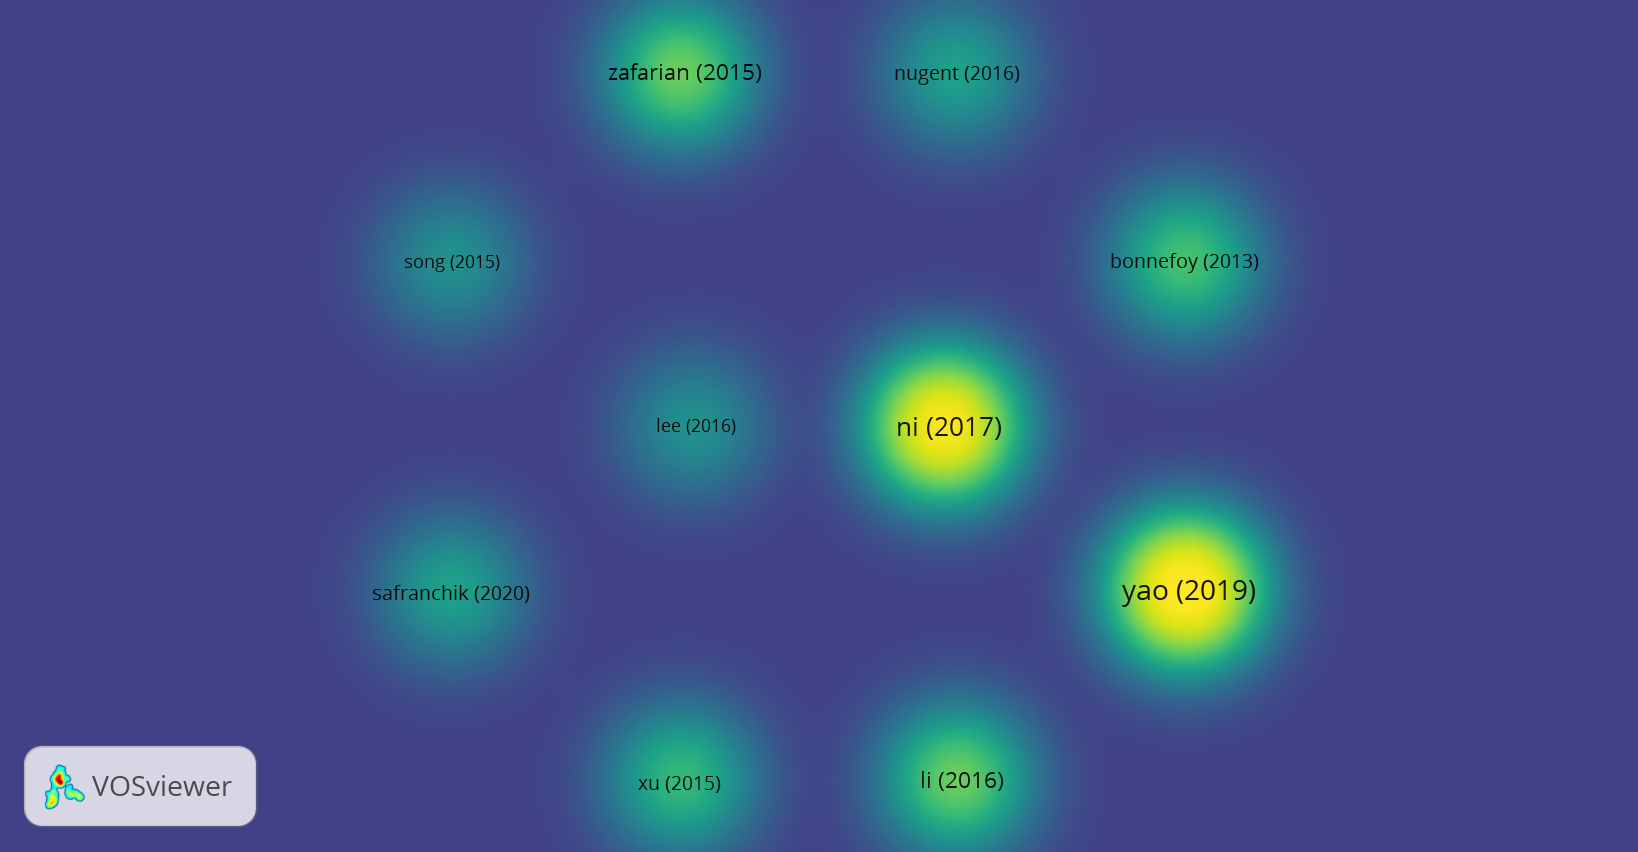 zafarian (2015)
nugent (2016)
song (2015)
bonnefoy (2013)
lee (2016)
ni (2017)
safranchik (2020)
yao (2019)
xu (2015)
li (2016)
VOSviewer